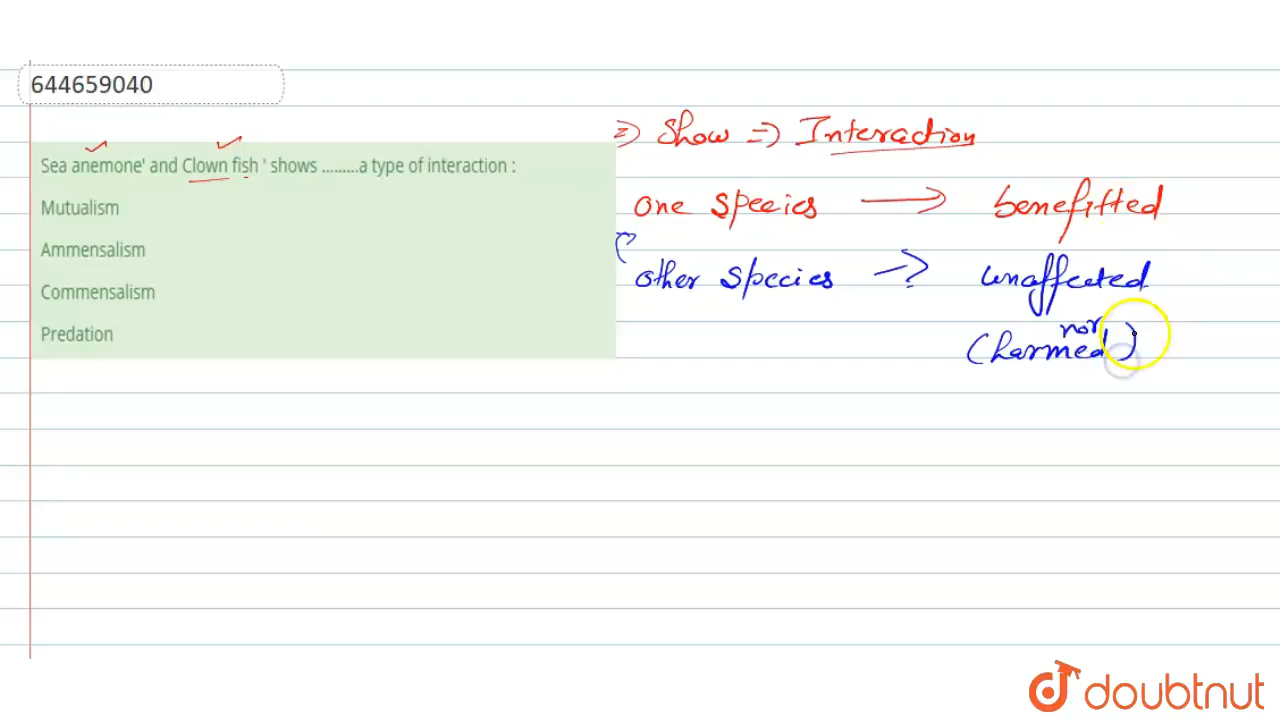 644659040
Sea anemone' and Clown fish ' shows .........a type of interaction :
Mutualism
Ammensalism
Commensalism
Predation
=) Show => Interaction
one species → benefitted
other species → unaffected
nor
(harmed)
doubtnut